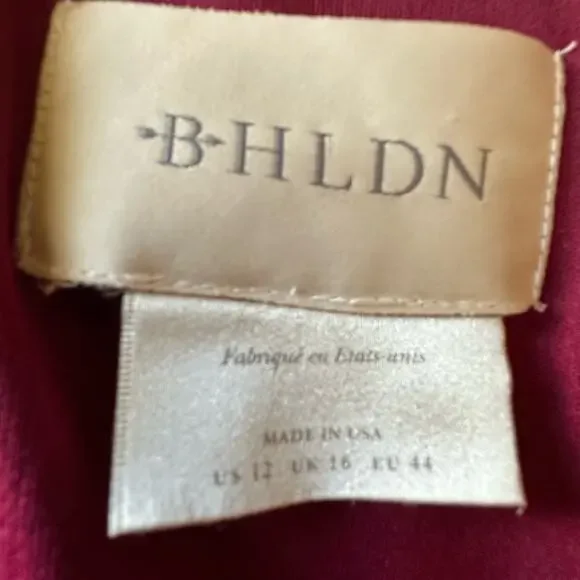 BHLDN
Fabriqué en Etats-unis
MADE IN USA
US 12 UK 16 EU 44